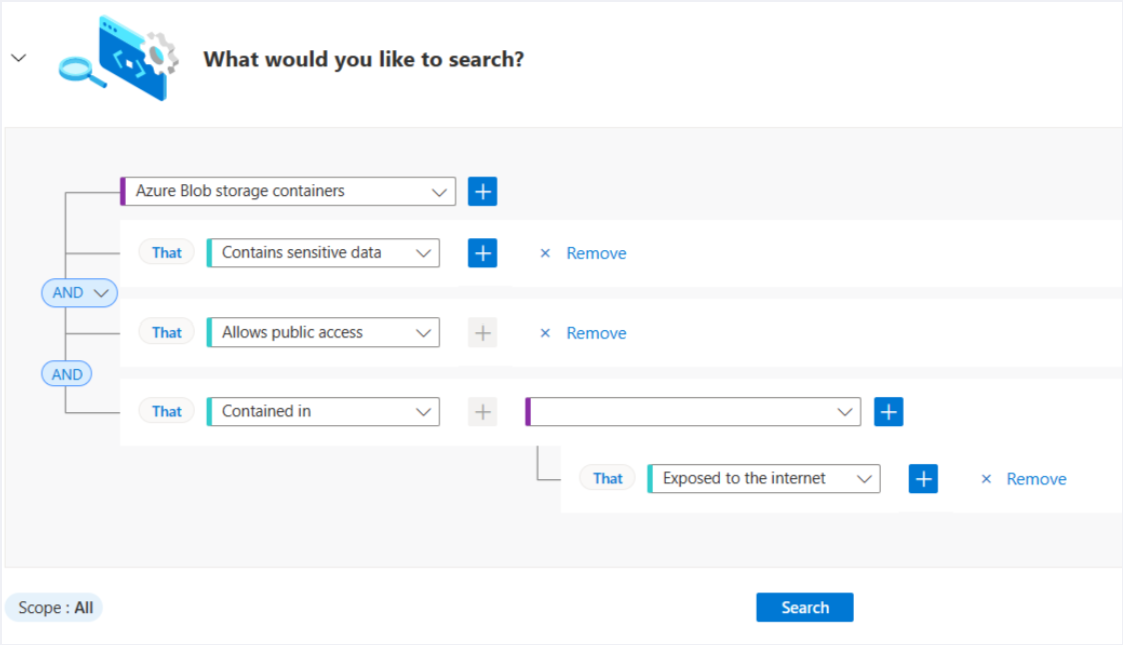 What would you like to search?
Azure Blob storage containers
That Contains sensitive data × Remove
AND
That Allows public access × Remove
AND
That Contained in
That Exposed to the internet × Remove
Scope : All Search